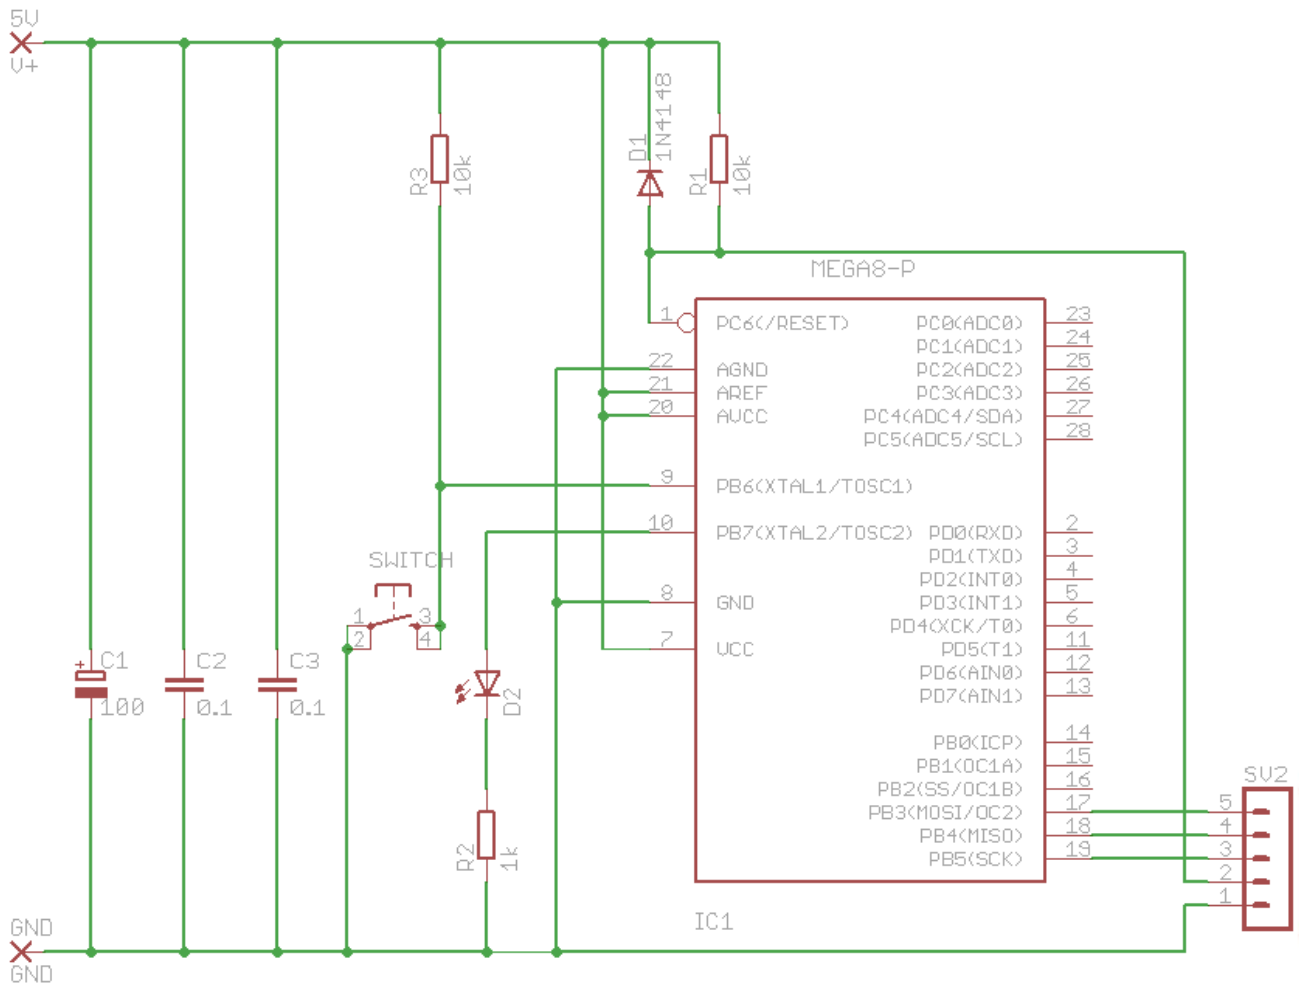 5V
V+
D1
1N4148
R3
10k
R1
10k
MEGA8-P
1
PC6(/RESET)
PC0(ADC0)
23
PC1(ADC1)
24
22
AGND
PC2(ADC2)
25
21
AREF
PC3(ADC3)
26
20
AVCC
PC4(ADC4/SDA)
27
PC5(ADC5/SCL)
28
9
PB6(XTAL1/TOSC1)
10
PB7(XTAL2/TOSC2)
PD0(RXD)
2
PD1(TXD)
3
PD2(INT0)
4
8
GND
PD3(INT1)
5
PD4(XCK/T0)
6
7
VCC
PD5(T1)
11
PD6(AIN0)
12
PD7(AIN1)
13
SWITCH
1
3
2
4
C1
+
100
C2
0.1
C3
0.1
D2
PB0(ICP)
14
PB1(OC1A)
15
PB2(SS/OC1B)
16
PB3(MOSI/OC2)
17
PB4(MISO)
18
PB5(SCK)
19
SV2
5
4
3
2
1
R2
1k
IC1
GND
GND